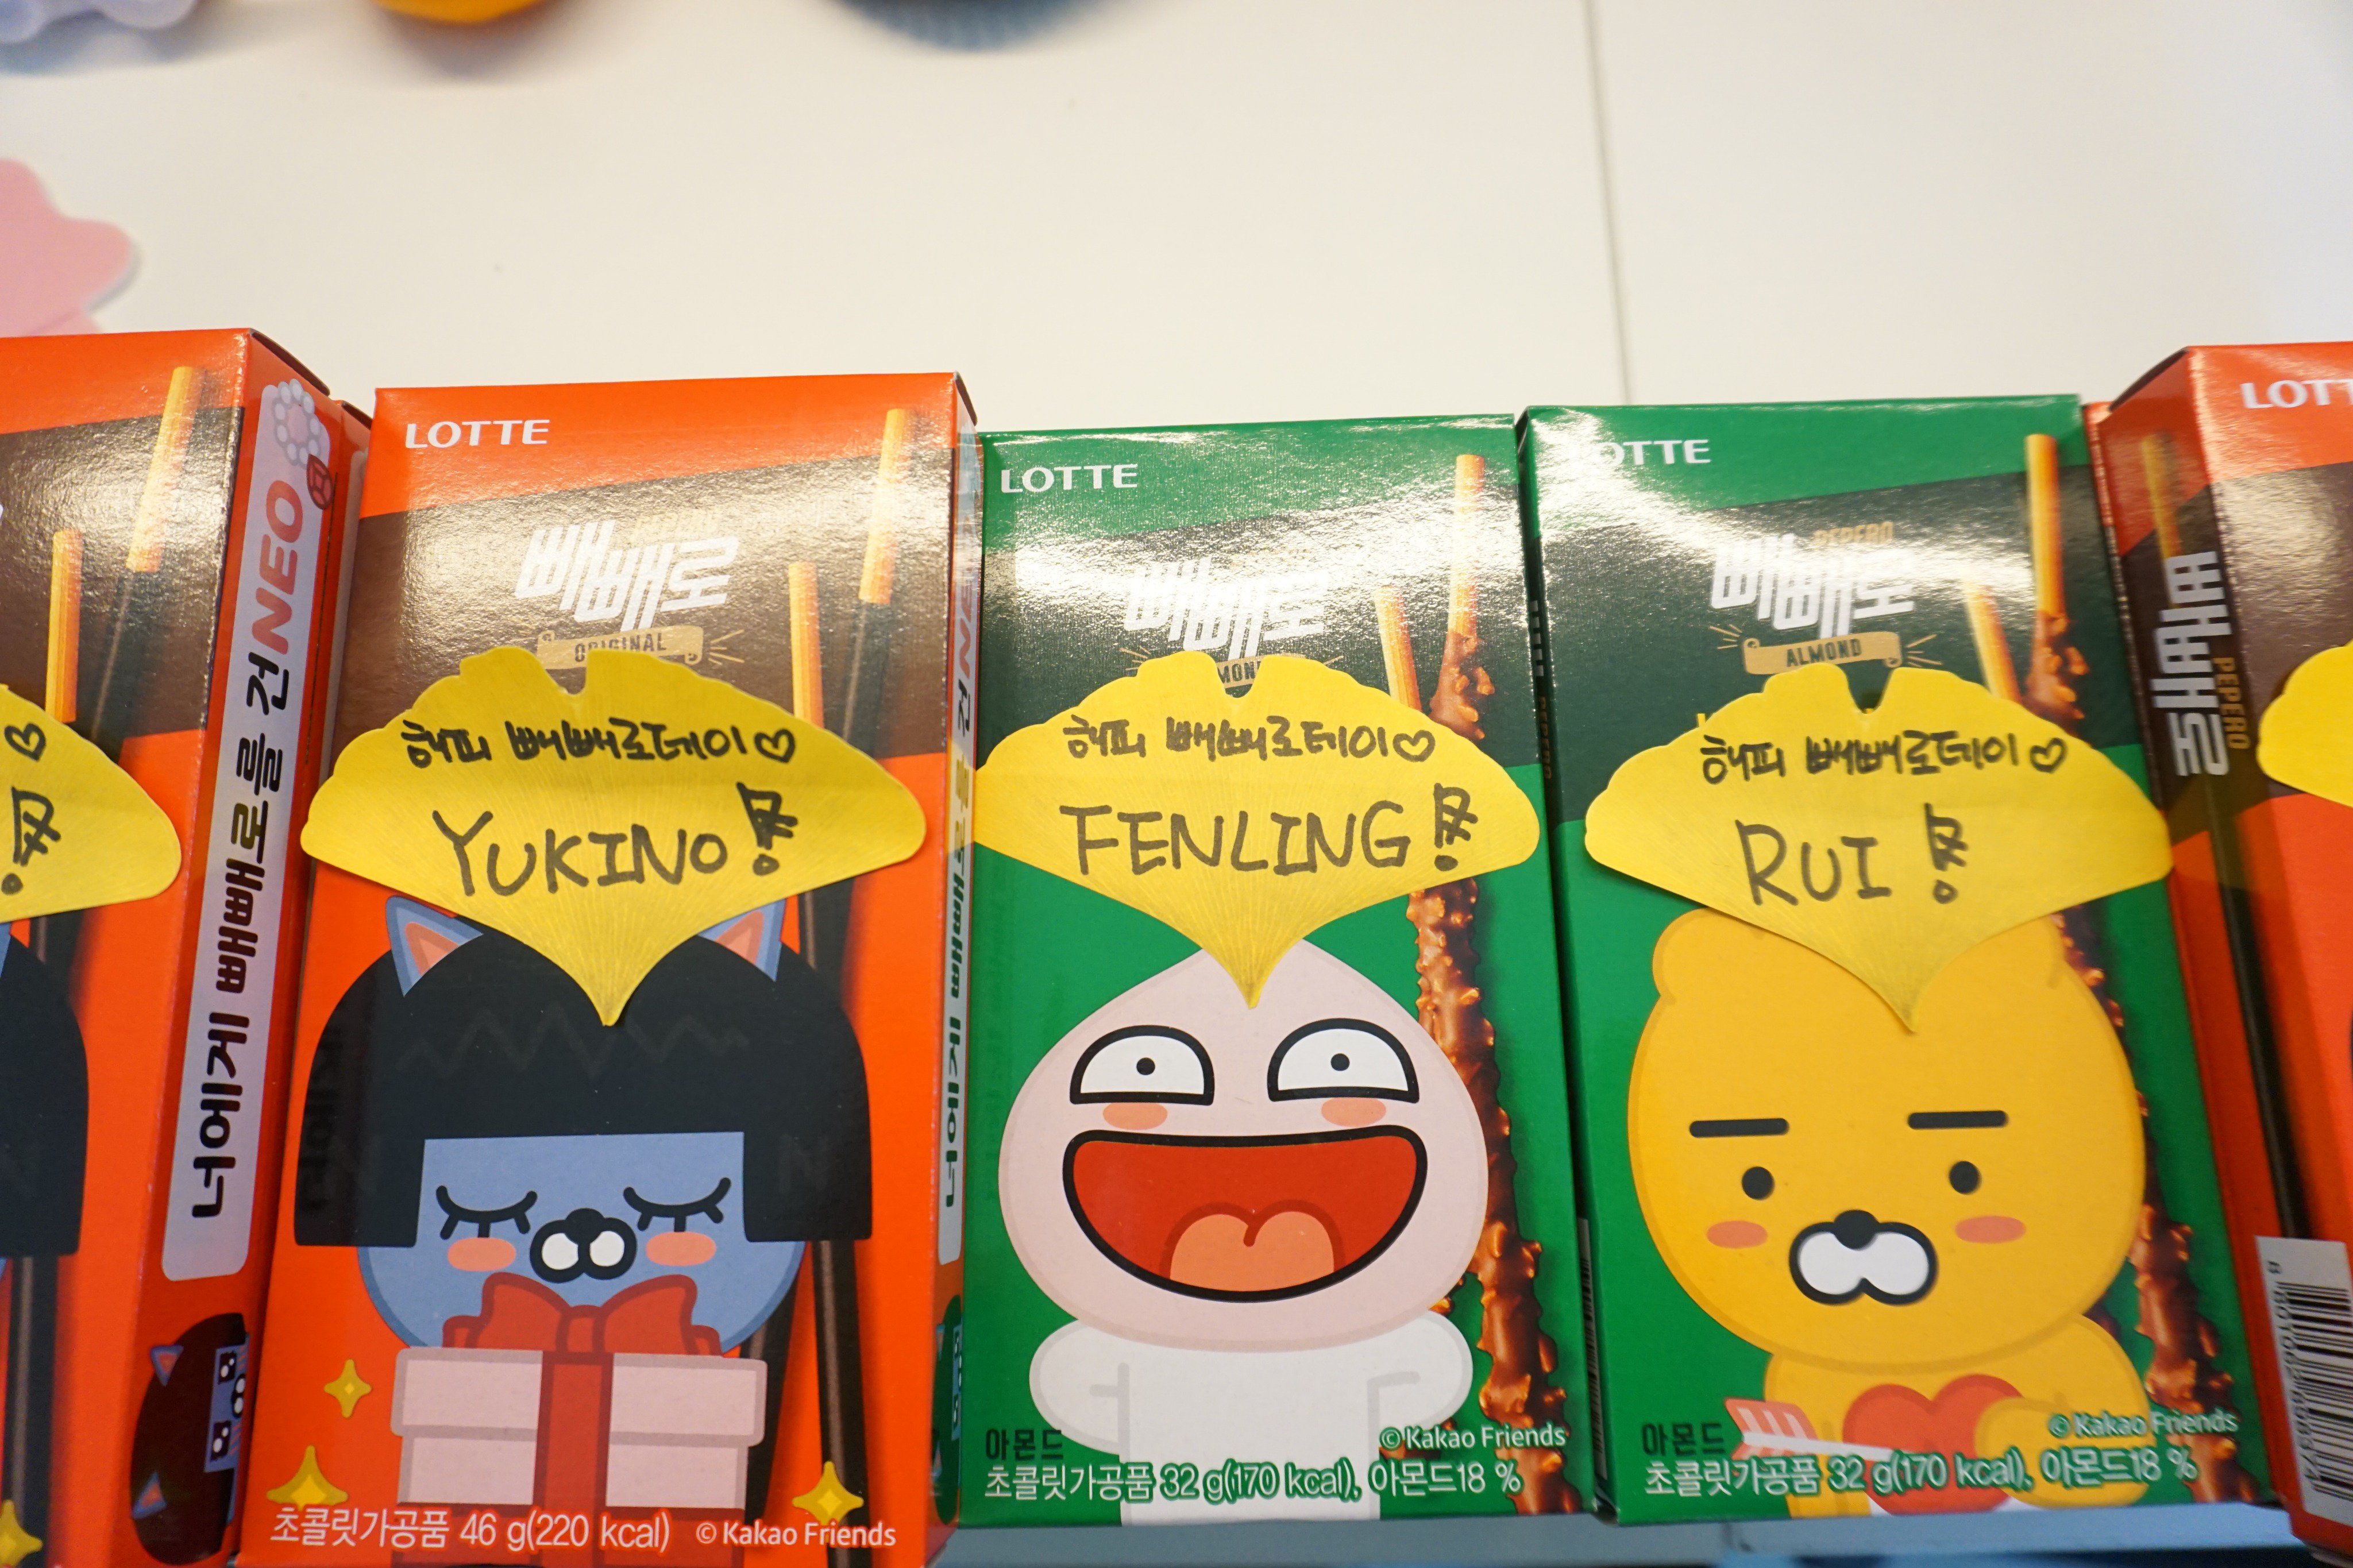 너에게 빼빼로를 건NEO
LOTTE
빼빼로
ORIGINAL
해피 빼빼로데이♡
YUKINO 꾯!
초콜릿가공품 46 g(220 kcal) © Kakao Friends
LOTTE
빼빼로
해피 빼빼로데이♡
FENLING
아몬드
© Kakao Friends
초콜릿가공품 32 g(170 kcal), 아몬드18 %
LOTTE
PEPERO
빼빼로
ALMOND
해피 빼빼로데이♡
RUI
아몬드
© Kakao Friends
초콜릿가공품 32 g(170 kcal), 아몬드18 %
빼빼로
PEPERO